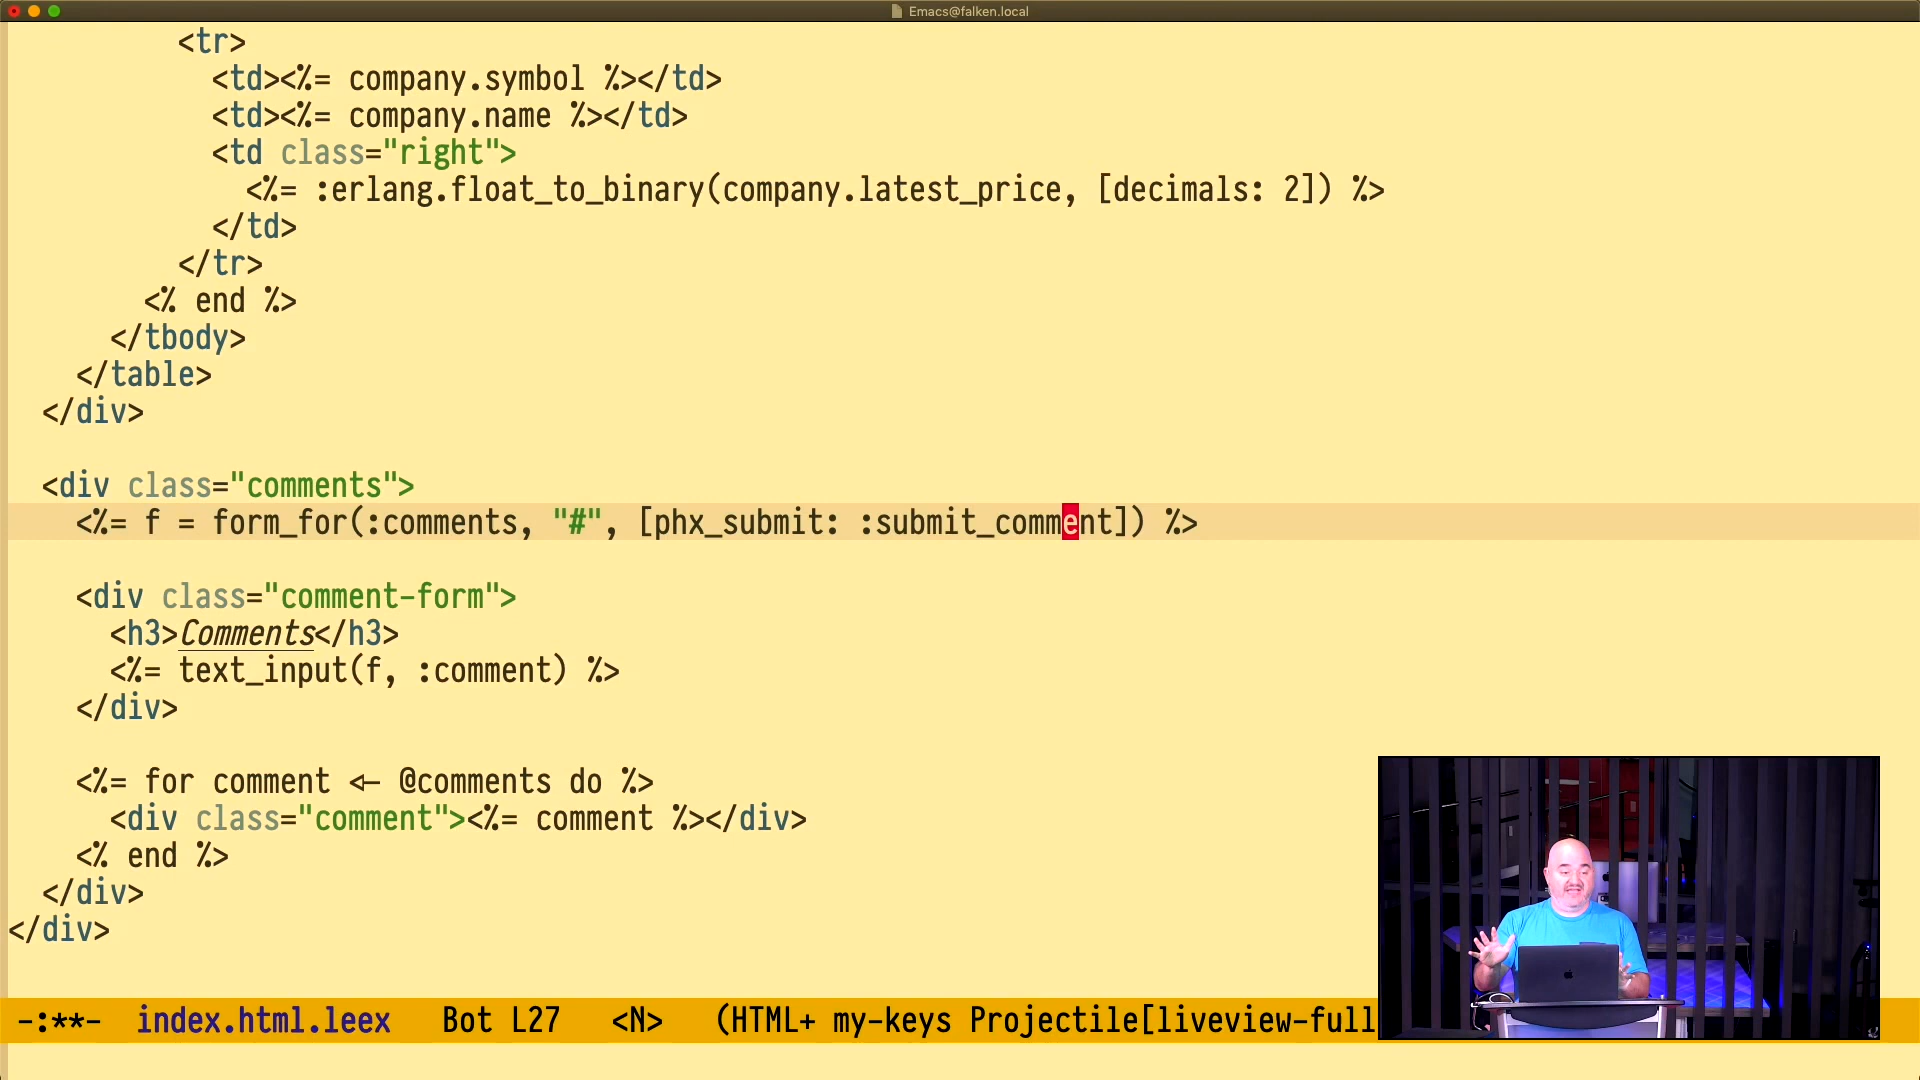 Emacs@falken.local
<tr>
<td><%= company.symbol %></td>
<td><%= company.name %></td>
<td class="right">
<%= :erlang.float_to_binary(company.latest_price, [decimals: 2]) %>
</td>
</tr>
<% end %>
</tbody>
</table>
</div>
<div class="comments">
<%= f = form_for(:comments, "#", [phx_submit: :submit_comment]) %>
<div class="comment-form">
<h3>Comments</h3>
<%= text_input(f, :comment) %>
</div>
<%= for comment <- @comments do %>
<div class="comment"><%= comment %></div>
<% end %>
</div>
</div>
-:**- index.html.leex Bot L27 <N> (HTML+ my-keys Projectile[liveview-full